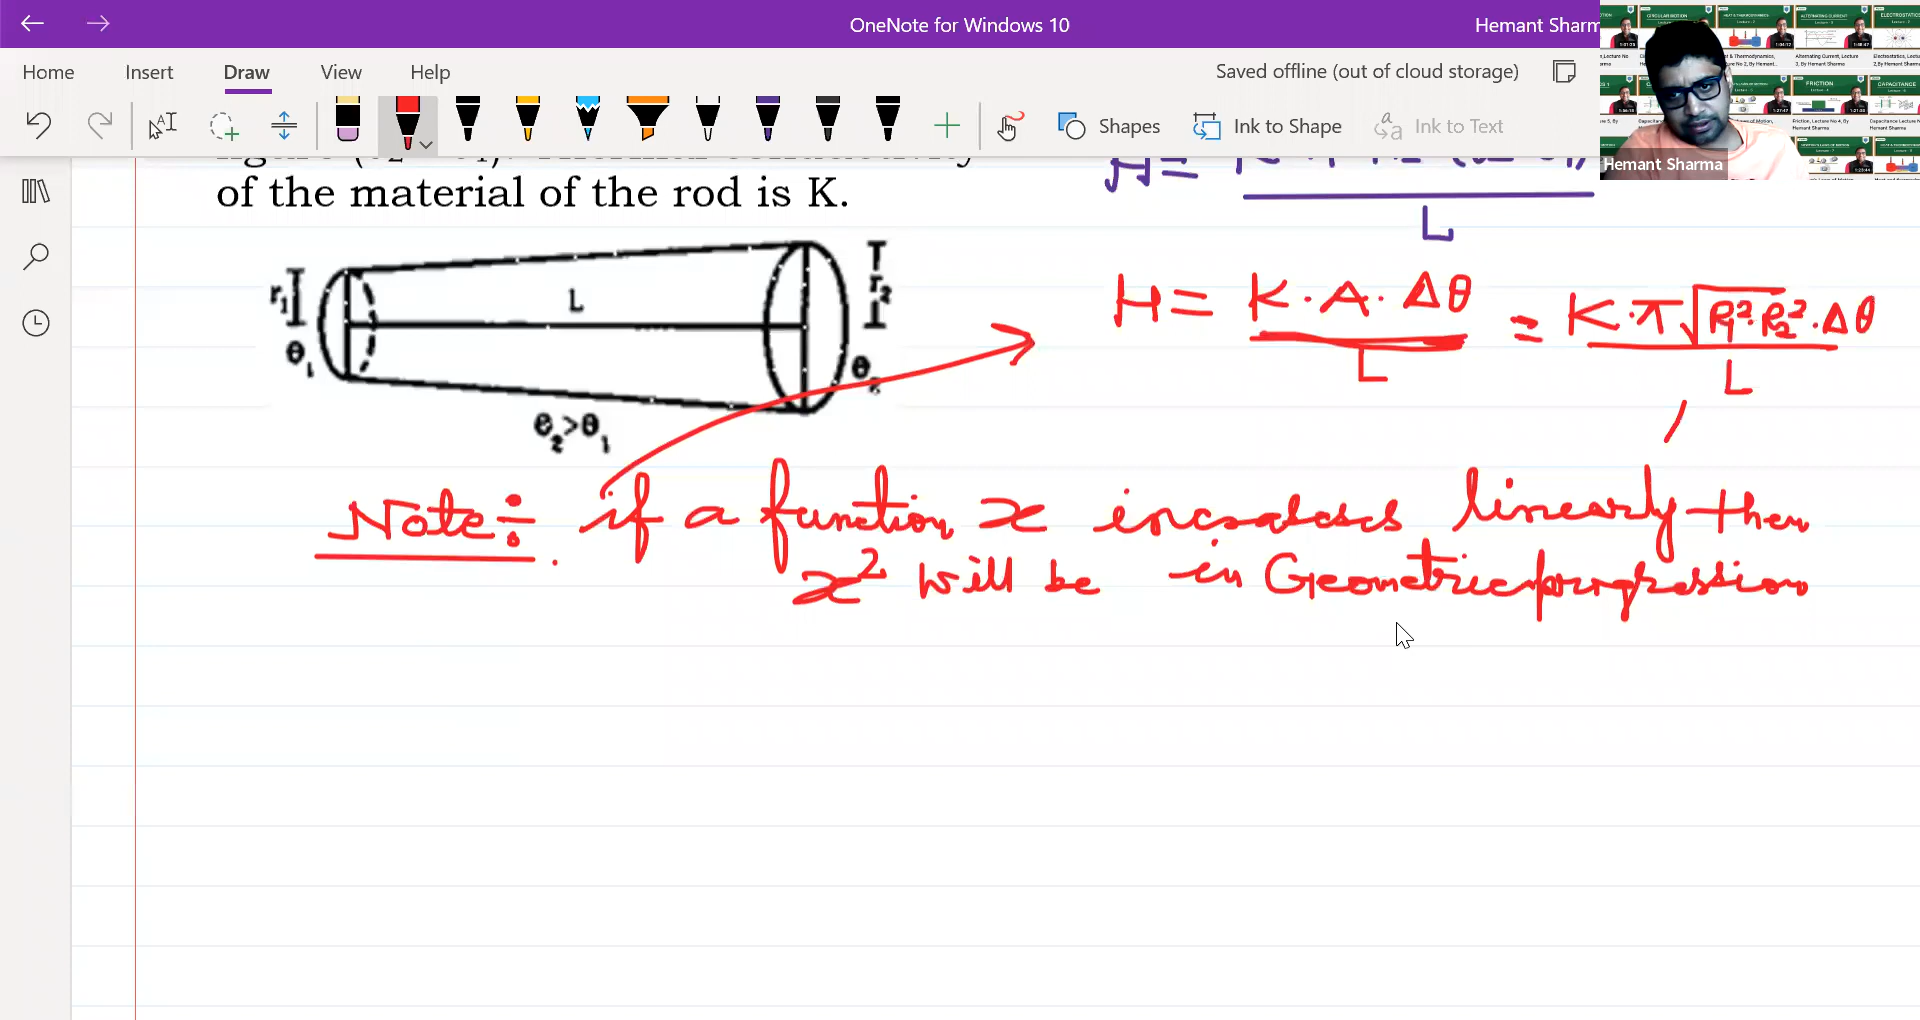 OneNote for Windows 10
Hemant Sharm
Home Insert Draw View Help
Saved offline (out of cloud storage)
Shapes
Ink to Shape
Ink to Text
Hemant Sharma
of the material of the rod is K.
L
r₁
L
r₂
θ₁
θ₂
θ₂>θ₁
H = K·A·Δθ / L = K·π√R₁²·R₂²·Δθ / L
Note:- if a function x increases linearly then
x² will be in Geometric progression